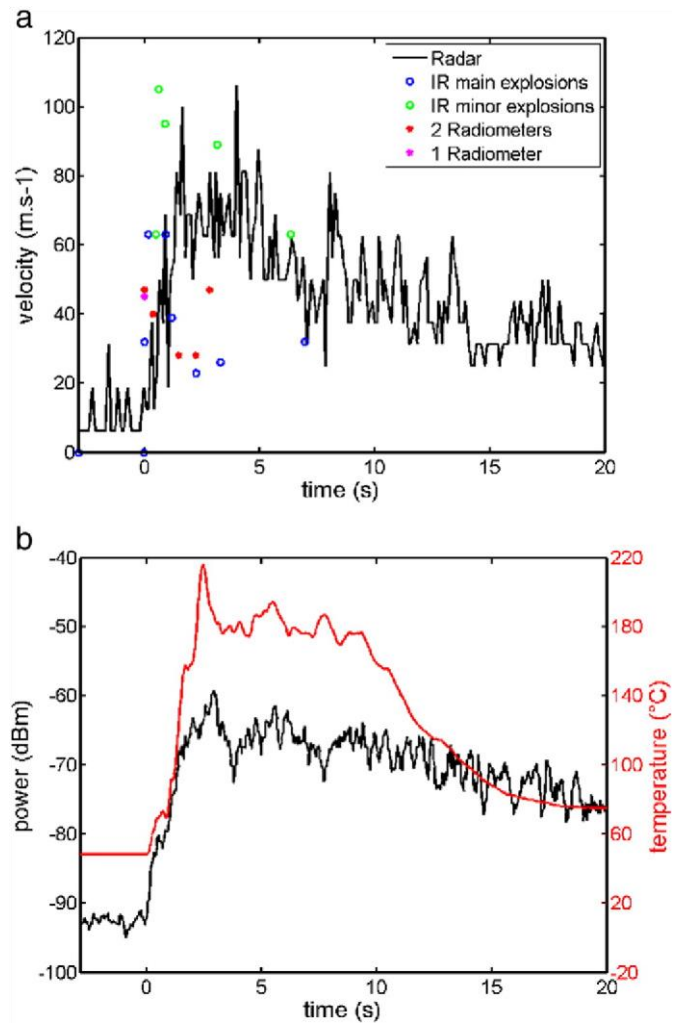 a
120
100
80
60
40
20
0
velocity (m.s-1)
Radar
IR main explosions
IR minor explosions
2 Radiometers
1 Radiometer
0 5 10 15 20
time (s)
b
-40
-50
-60
-70
-80
-90
-100
power (dBm)
220
180
140
100
60
20
-20
temperature (°C)
0 5 10 15 20
time (s)